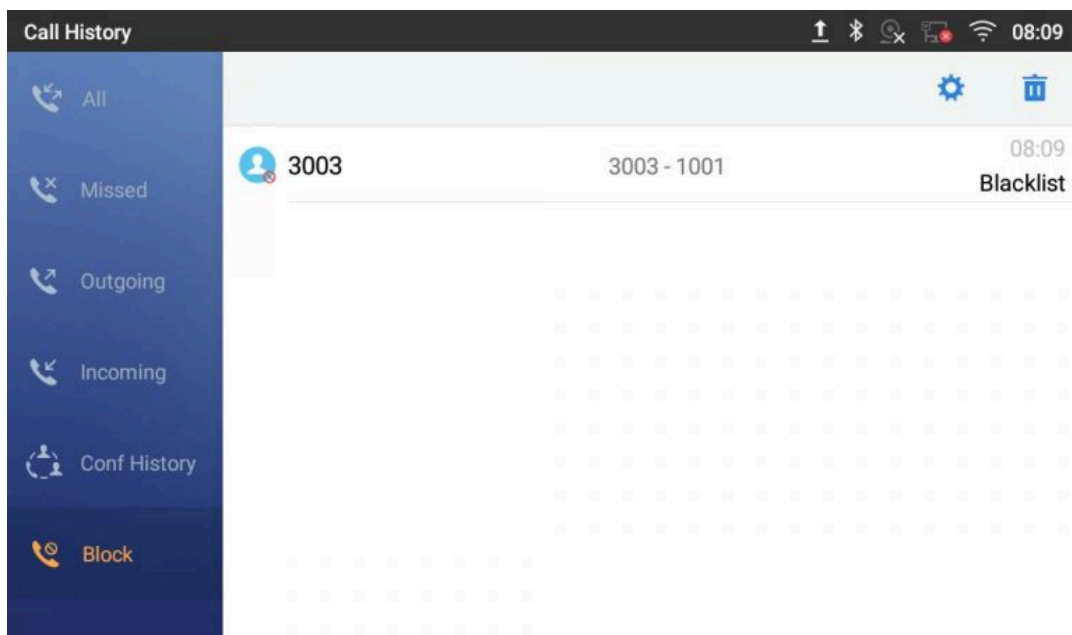 Call History
08:09
All
Missed
Outgoing
Incoming
Conf History
Block
3003
3003 - 1001
08:09
Blacklist